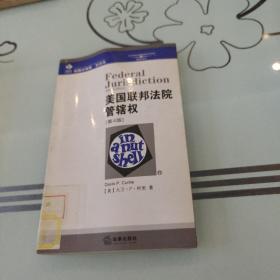 Federal
Jurisdiction
美国联邦法院
管辖权
(第4版)
in
a nut
shell
David P. Currie
[美]大卫·P·柯里 著
法律出版社